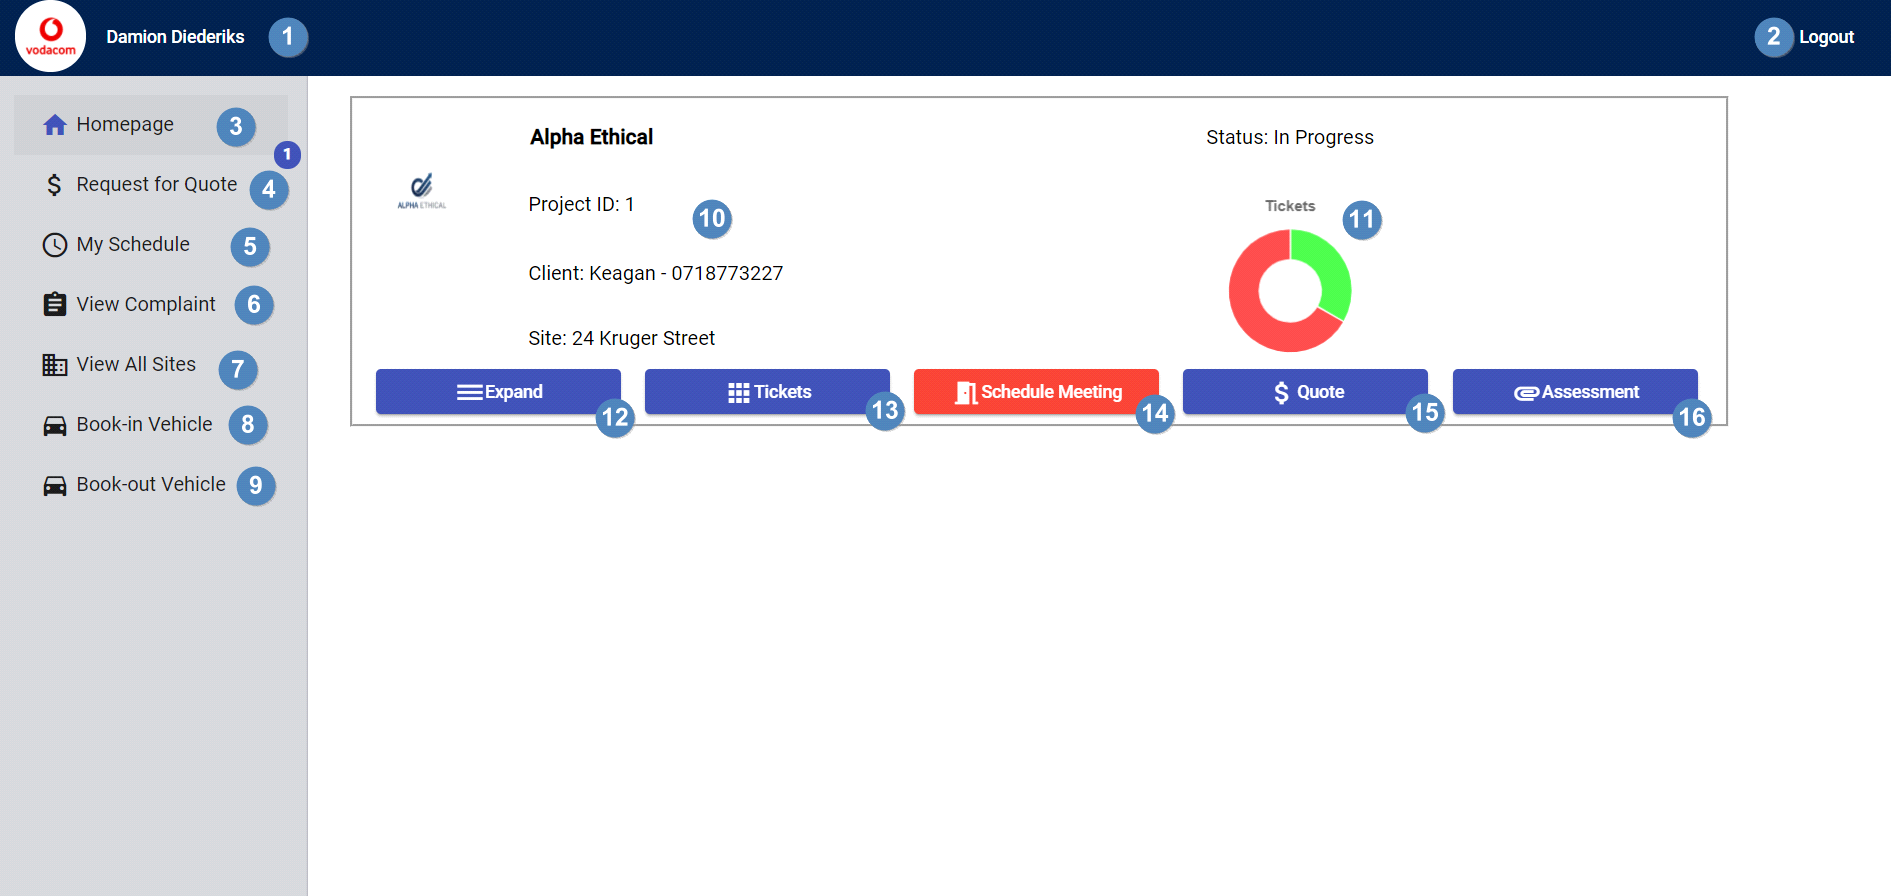 vodacom
Damion Diederiks 1
2 Logout
Homepage 3
1
Request for Quote 4
My Schedule 5
View Complaint 6
View All Sites 7
Book-in Vehicle 8
Book-out Vehicle 9
Alpha Ethical
Status: In Progress
ALPHA ETHICAL
Project ID: 1
10
Client: Keagan - 0718773227
Site: 24 Kruger Street
Tickets 11
Expand 12
Tickets 13
Schedule Meeting 14
$ Quote 15
Assessment 16